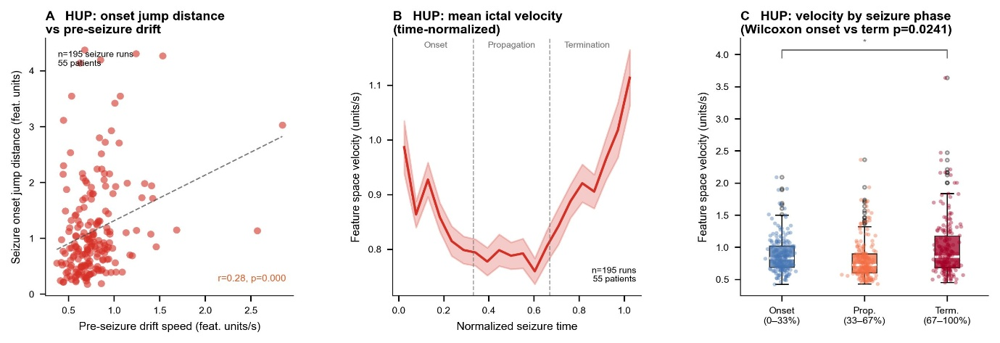 A HUP: onset jump distance
vs pre-seizure drift
n=195 seizure runs
55 patients
4
3
2
1
0
Seizure onset jump distance (feat. units)
r=0.28, p=0.000
0.5 1.0 1.5 2.0 2.5
Pre-seizure drift speed (feat. units/s)
B HUP: mean ictal velocity
(time-normalized)
Onset Propagation Termination
1.1
1.0
0.9
0.8
Feature space velocity (units/s)
n=195 runs
55 patients
0.0 0.2 0.4 0.6 0.8 1.0
Normalized seizure time
C HUP: velocity by seizure phase
(Wilcoxon onset vs term p=0.0241)
*
4.0
3.5
3.0
2.5
2.0
1.5
1.0
0.5
Feature space velocity (units/s)
Onset Prop. Term.
(0–33%) (33–67%) (67–100%)